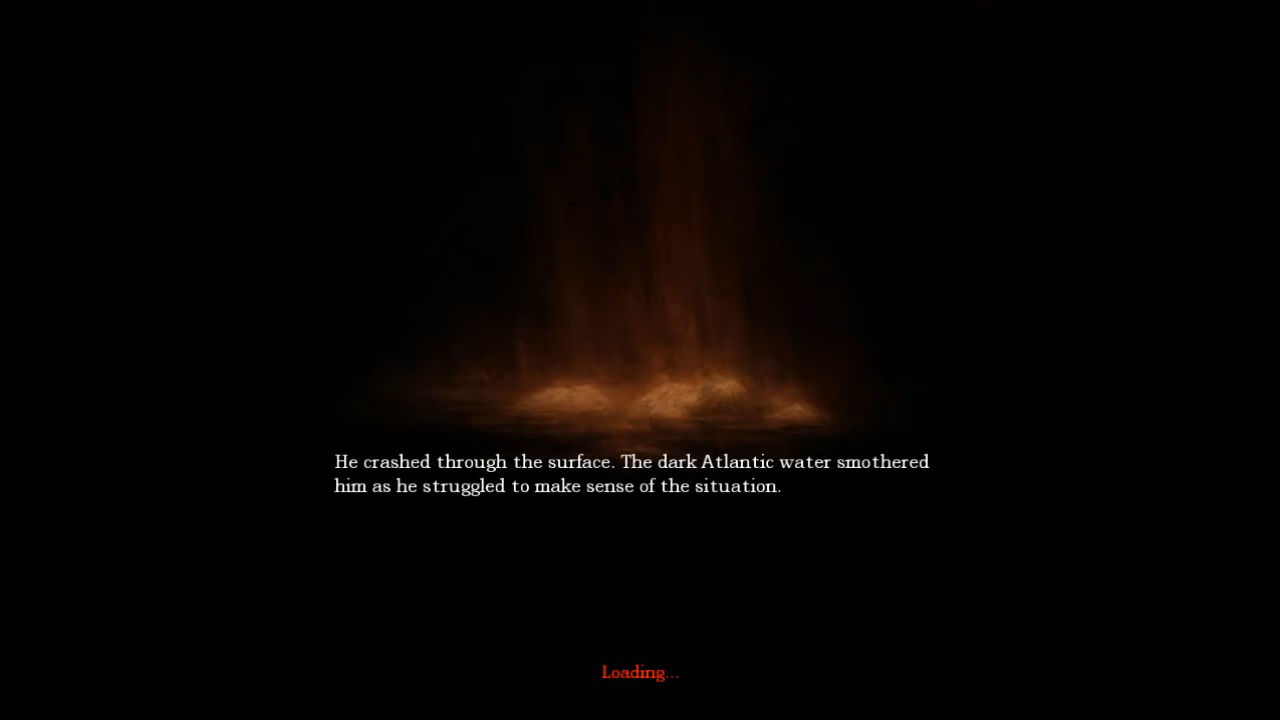 He crashed through the surface. The dark Atlantic water smothered
him as he struggled to make sense of the situation.
Loading...